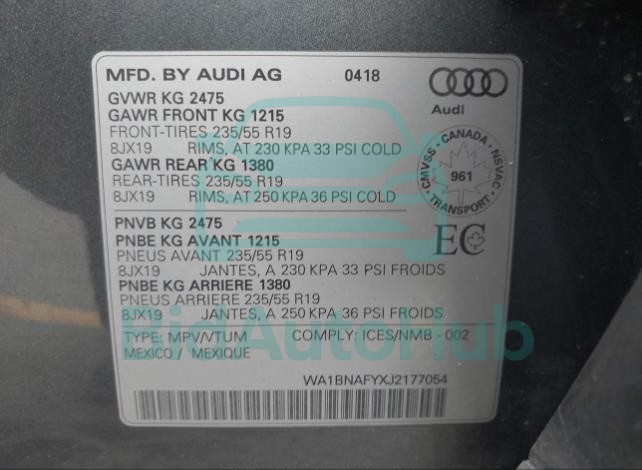 MFD. BY AUDI AG 0418
Audi
GVWR KG 2475
GAWR FRONT KG 1215
FRONT-TIRES 235/55 R19
8JX19 RIMS, AT 230 KPA 33 PSI COLD
GAWR REAR KG 1380
REAR-TIRES 235/55 R19
8JX19 RIMS, AT 250 KPA 36 PSI COLD
CMVSS - CANADA - NSVAC
961
TRANSPORT
PNVB KG 2475
PNBE KG AVANT 1215
PNEUS AVANT 235/55 R19
8JX19 JANTES, A 230 KPA 33 PSI FROIDS
PNBE KG ARRIERE 1380
PNEUS ARRIERE 235/55 R19
8JX19 JANTES, A 250 KPA 36 PSI FROIDS
EC
TYPE: MPV/VTUM COMPLY: ICES/NMB - 002
MEXICO / MEXIQUE
WA1BNAFYXJ2177054
BidAutoHub